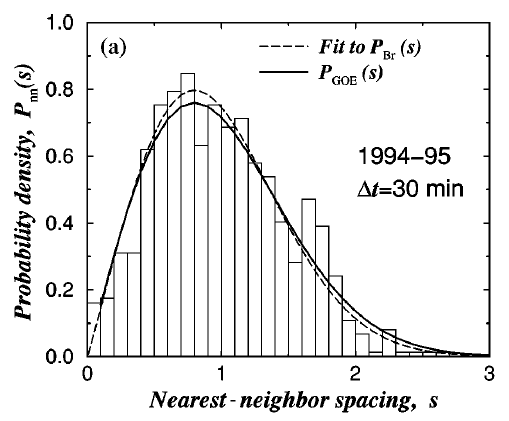 (a)
Fit to P_Br (s)
P_GOE (s)
1994–95
Δt=30 min
Probability density, P_nn(s)
1.0
0.8
0.6
0.4
0.2
0.0
0
1
2
3
Nearest-neighbor spacing, s